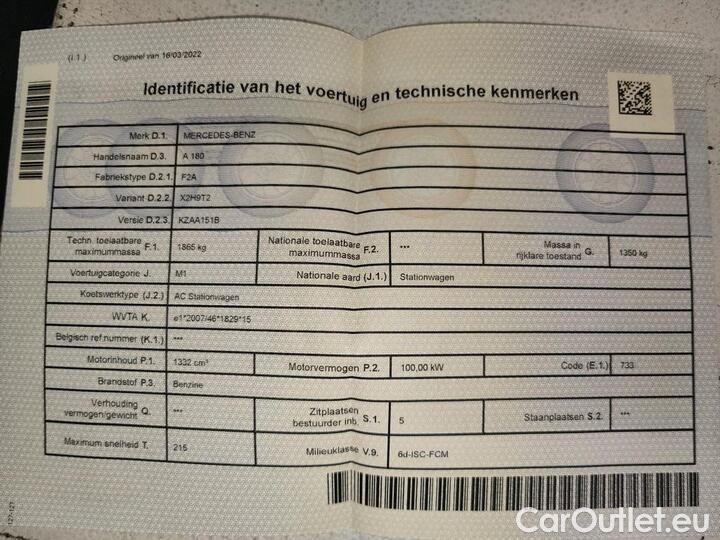 (I.1.) Origineel van 16/03/2022
Identificatie van het voertuig en technische kenmerken
Merk D.1. MERCEDES-BENZ
Handelsnaam D.3. A 180
Fabriekstype D.2.1. F2A
Variant D.2.2. X2H9T2
Versie D.2.3. KZAA151B
Techn. toelaatbare maximummassa F.1. 1865 kg Nationale toelaatbare maximummassa F.2. *** Massa in rijklare toestand G. 1350 kg
Voertuigcategorie J. M1 Nationale aard (J.1.) Stationwagen
Koetswerktype (J.2.) AC Stationwagen
WVTA K. e1*2007/46*1829*15
Belgisch ref.nummer (K.1.) ***
Motorinhoud P.1. 1332 cm³ Motorvermogen P.2. 100,00 kW Code (E.1.) 733
Brandstof P.3. Benzine
Verhouding vermogen/gewicht Q. *** Zitplaatsen bestuurder inb. S.1. 5 Staanplaatsen S.2. ***
Maximum snelheid T. 215 Milieuklasse V.9. 6d-ISC-FCM
127-127
CarOutlet.eu